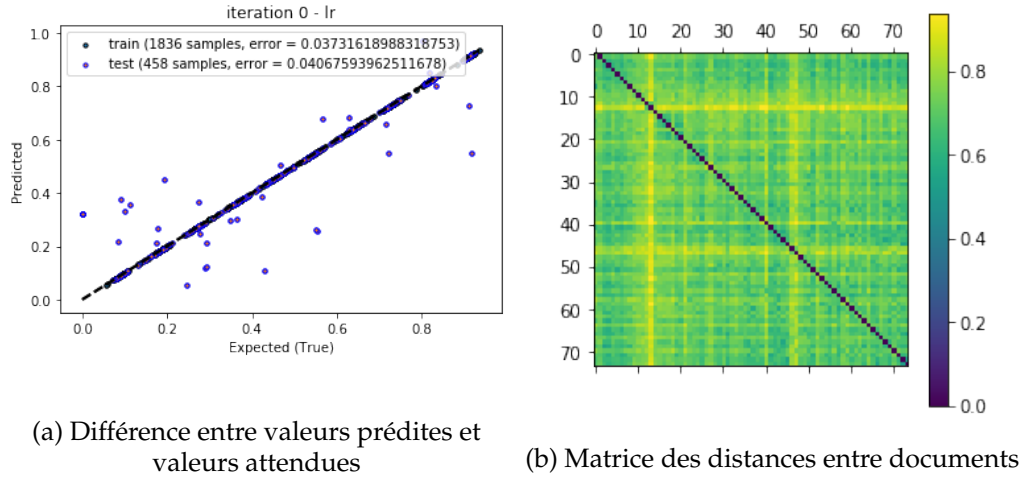 iteration 0 - lr
1.0
0.8
0.6
0.4
0.2
0.0
Predicted
train (1836 samples, error = 0.03731618988318753)
test (458 samples, error = 0.04067593962511678)
0.0 0.2 0.4 0.6 0.8
Expected (True)
(a) Différence entre valeurs prédites et
valeurs attendues
0 10 20 30 40 50 60 70
0
10
20
30
40
50
60
70
0.8
0.6
0.4
0.2
0.0
(b) Matrice des distances entre documents